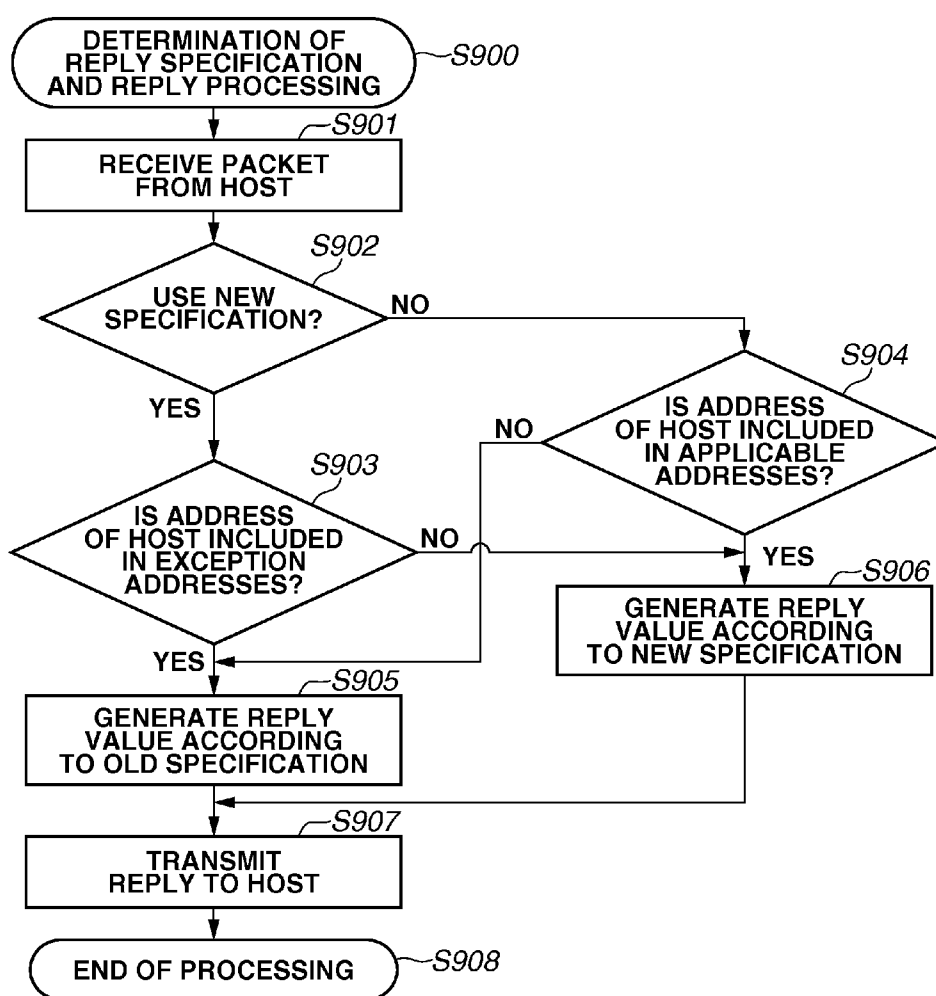 DETERMINATION OF
REPLY SPECIFICATION
AND REPLY PROCESSING
S900
S901
RECEIVE PACKET
FROM HOST
S902
USE NEW
SPECIFICATION?
NO
YES
S904
IS ADDRESS
OF HOST INCLUDED
IN APPLICABLE
ADDRESSES?
NO
YES
S903
IS ADDRESS
OF HOST INCLUDED
IN EXCEPTION
ADDRESSES?
NO
YES
S906
GENERATE REPLY
VALUE ACCORDING
TO NEW SPECIFICATION
S905
GENERATE REPLY
VALUE ACCORDING
TO OLD SPECIFICATION
S907
TRANSMIT
REPLY TO HOST
END OF PROCESSING
S908